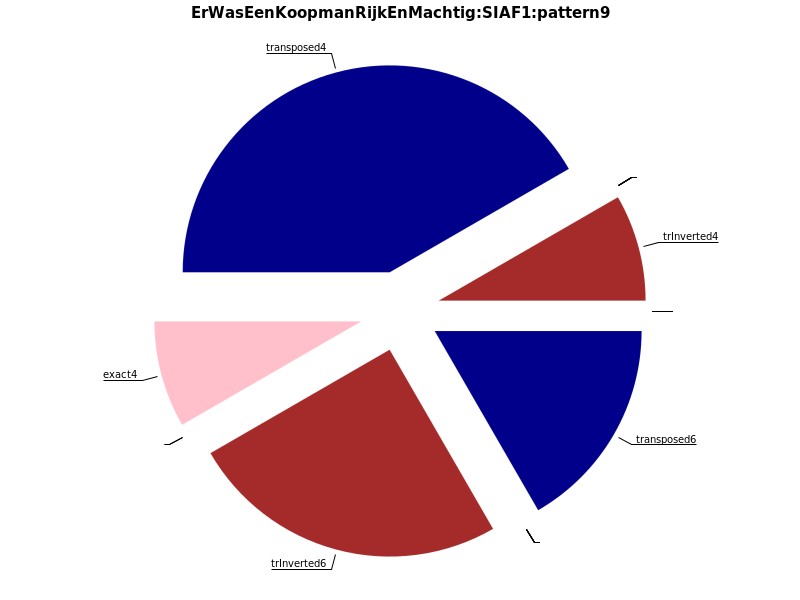 ErWasEenKoopmanRijkEnMachtig:SIAF1:pattern9
transposed4
trInverted4
exact4
transposed6
trInverted6